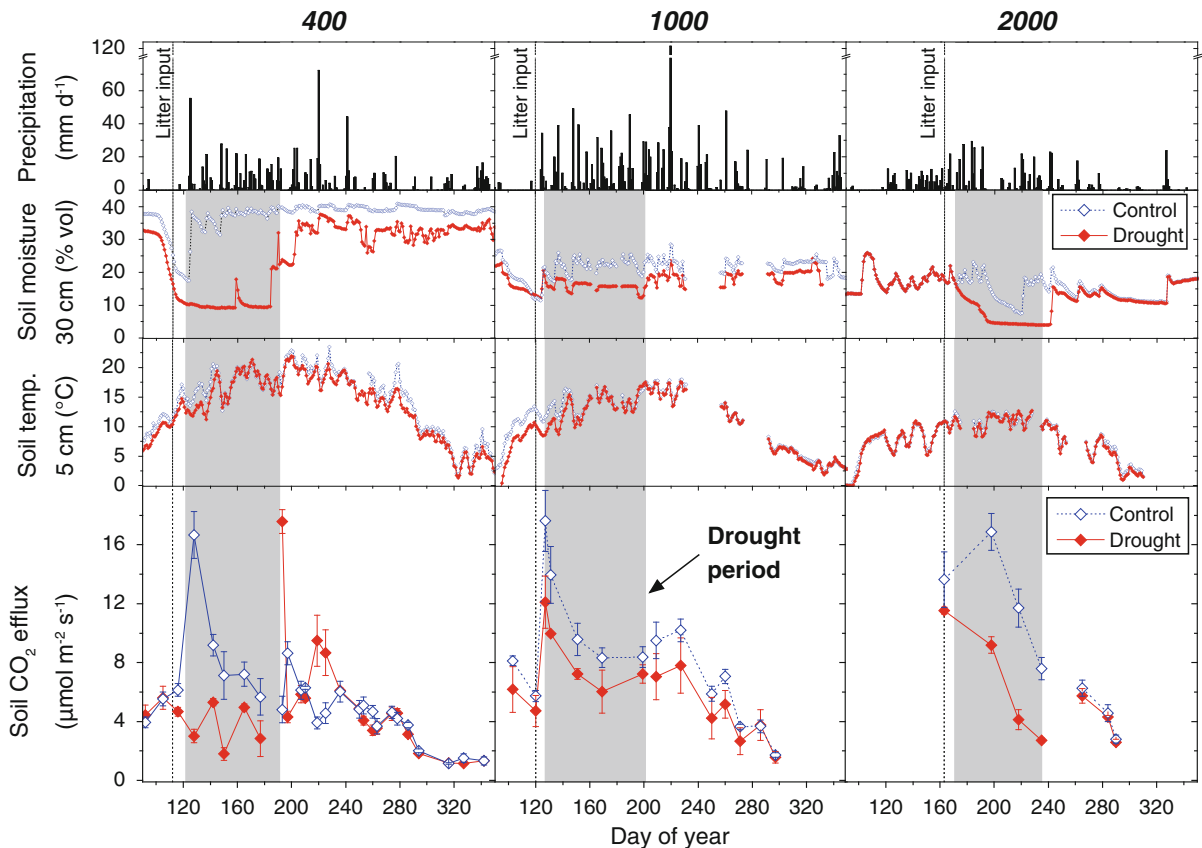 400 1000 2000
Precipitation
(mm d⁻¹)
120
60
40
20
0
Litter input
Litter input
Litter input
Soil moisture
30 cm (% vol)
40
30
20
10
0
Control
Drought
Soil temp.
5 cm (°C)
20
15
10
5
0
Soil CO₂ efflux
(µmol m⁻² s⁻¹)
16
12
8
4
0
Drought
period
Control
Drought
120 160 200 240 280 320 120 160 200 240 280 320 120 160 200 240 280 320
Day of year